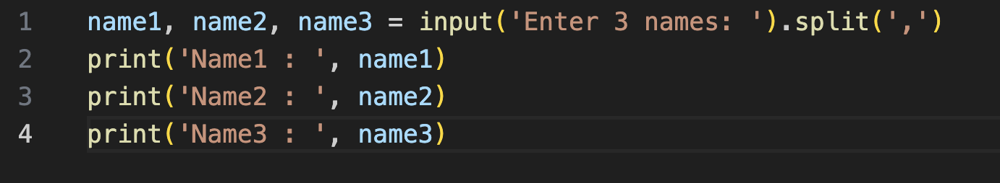 1 name1, name2, name3 = input('Enter 3 names: ').split(',')
2 print('Name1 : ', name1)
3 print('Name2 : ', name2)
4 print('Name3 : ', name3)